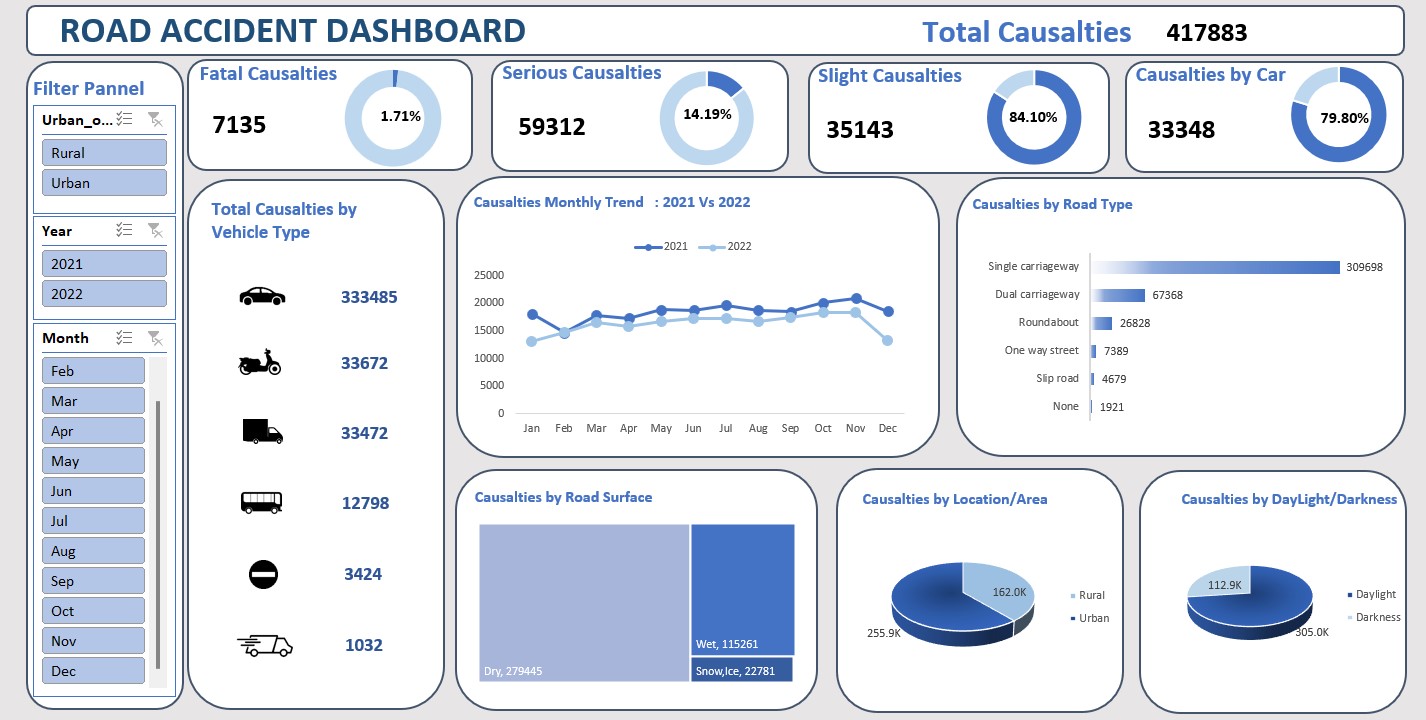 ROAD ACCIDENT DASHBOARD
Total Causalties 417883
Filter Pannel
Urban_o...
Rural
Urban
Year
2021
2022
Month
Feb
Mar
Apr
May
Jun
Jul
Aug
Sep
Oct
Nov
Dec
Fatal Causalties
7135
1.71%
Serious Causalties
59312
14.19%
Slight Causalties
35143
84.10%
Causalties by Car
33348
79.80%
Total Causalties by
Vehicle Type
333485
33672
33472
12798
3424
1032
Causalties Monthly Trend : 2021 Vs 2022
2021 2022
25000
20000
15000
10000
5000
0
Jan Feb Mar Apr May Jun Jul Aug Sep Oct Nov Dec
Causalties by Road Type
Single carriageway 309698
Dual carriageway 67368
Roundabout 26828
One way street 7389
Slip road 4679
None 1921
Causalties by Road Surface
Dry, 279445
Wet, 115261
Snow,Ice, 22781
Causalties by Location/Area
162.0K
255.9K
Rural
Urban
Causalties by DayLight/Darkness
112.9K
305.0K
Daylight
Darkness